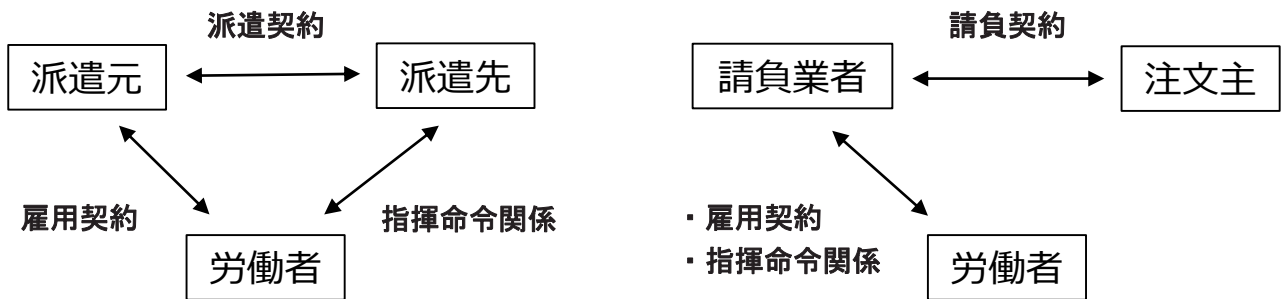 派遣契約
派遣元
派遣先
雇用契約
指揮命令関係
労働者
請負契約
請負業者
注文主
・雇用契約
・指揮命令関係
労働者